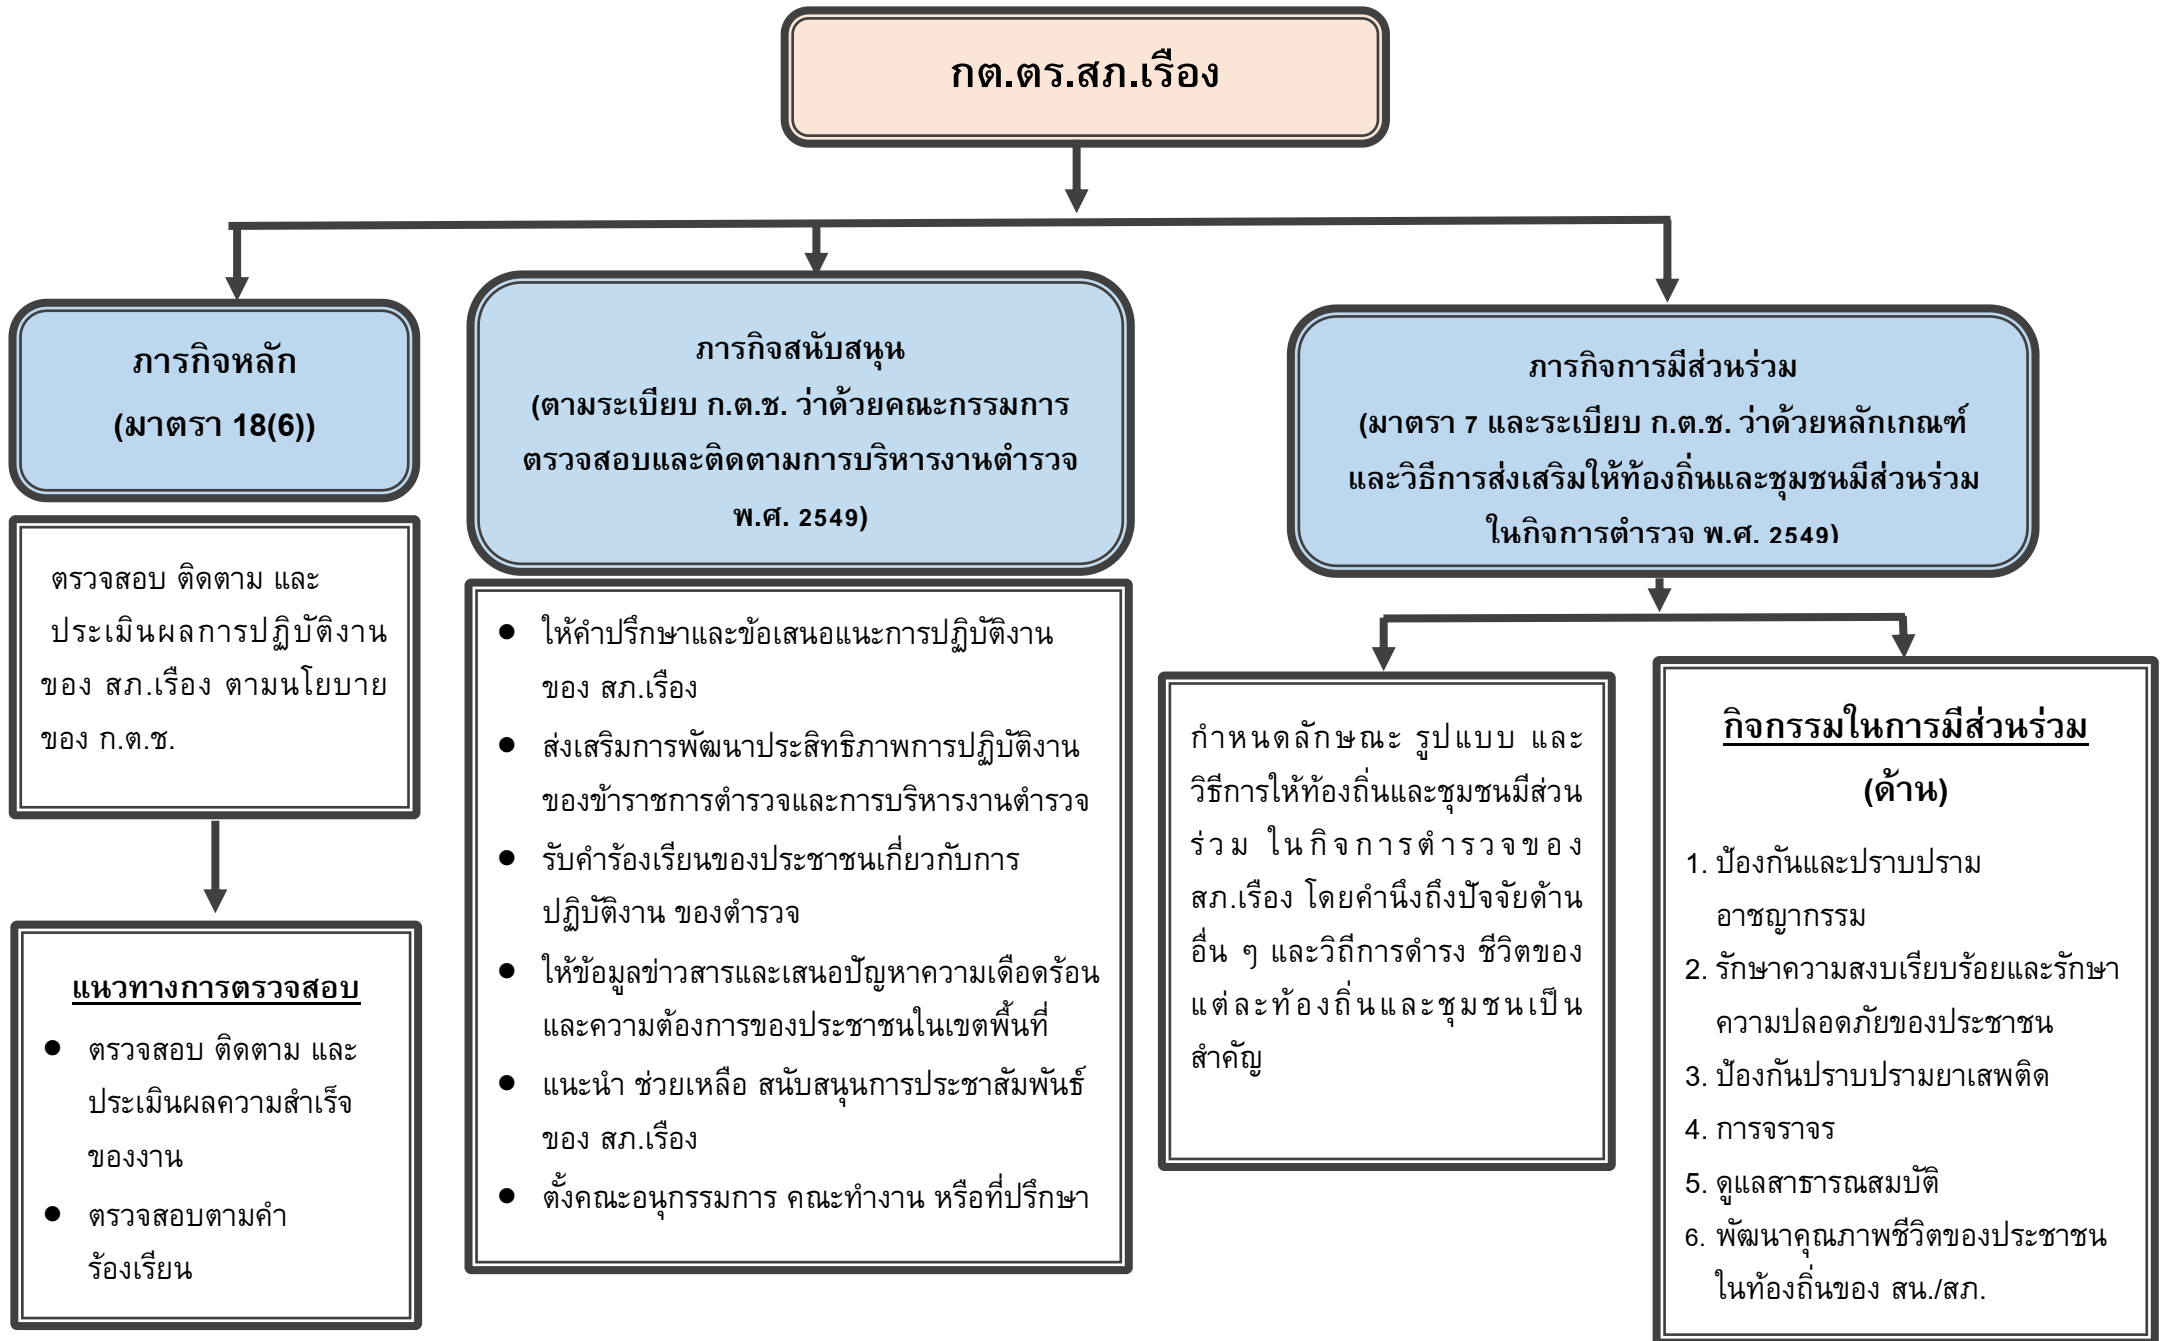 กต.ตร.สภ.เรือง
ภารกิจหลัก
(มาตรา 18(6))
ตรวจสอบ ติดตาม และ
ประเมินผลการปฏิบัติงาน
ของ สภ.เรือง ตามนโยบาย
ของ ก.ต.ช.
แนวทางการตรวจสอบ
● ตรวจสอบ ติดตาม และ
ประเมินผลความสำเร็จ
ของงาน
● ตรวจสอบตามคำ
ร้องเรียน
ภารกิจสนับสนุน
(ตามระเบียบ ก.ต.ช. ว่าด้วยคณะกรรมการ
ตรวจสอบและติดตามการบริหารงานตำรวจ
พ.ศ. 2549)
● ให้คำปรึกษาและข้อเสนอแนะการปฏิบัติงาน
ของ สภ.เรือง
● ส่งเสริมการพัฒนาประสิทธิภาพการปฏิบัติงาน
ของข้าราชการตำรวจและการบริหารงานตำรวจ
● รับคำร้องเรียนของประชาชนเกี่ยวกับการ
ปฏิบัติงาน ของตำรวจ
● ให้ข้อมูลข่าวสารและเสนอปัญหาความเดือดร้อน
และความต้องการของประชาชนในเขตพื้นที่
● แนะนำ ช่วยเหลือ สนับสนุนการประชาสัมพันธ์
ของ สภ.เรือง
● ตั้งคณะอนุกรรมการ คณะทำงาน หรือที่ปรึกษา
ภารกิจการมีส่วนร่วม
(มาตรา 7 และระเบียบ ก.ต.ช. ว่าด้วยหลักเกณฑ์
และวิธีการส่งเสริมให้ท้องถิ่นและชุมชนมีส่วนร่วม
ในกิจการตำรวจ พ.ศ. 2549)
กำหนดลักษณะ รูปแบบ และ
วิธีการให้ท้องถิ่นและชุมชนมีส่วน
ร่วม ในกิจการตำรวจของ
สภ.เรือง โดยคำนึงถึงปัจจัยด้าน
อื่น ๆ และวิถีการดำรง ชีวิตของ
แต่ละท้องถิ่นและชุมชนเป็น
สำคัญ
กิจกรรมในการมีส่วนร่วม
(ด้าน)
1. ป้องกันและปราบปราม
อาชญากรรม
2. รักษาความสงบเรียบร้อยและรักษา
ความปลอดภัยของประชาชน
3. ป้องกันปราบปรามยาเสพติด
4. การจราจร
5. ดูแลสาธารณสมบัติ
6. พัฒนาคุณภาพชีวิตของประชาชน
ในท้องถิ่นของ สน./สภ.